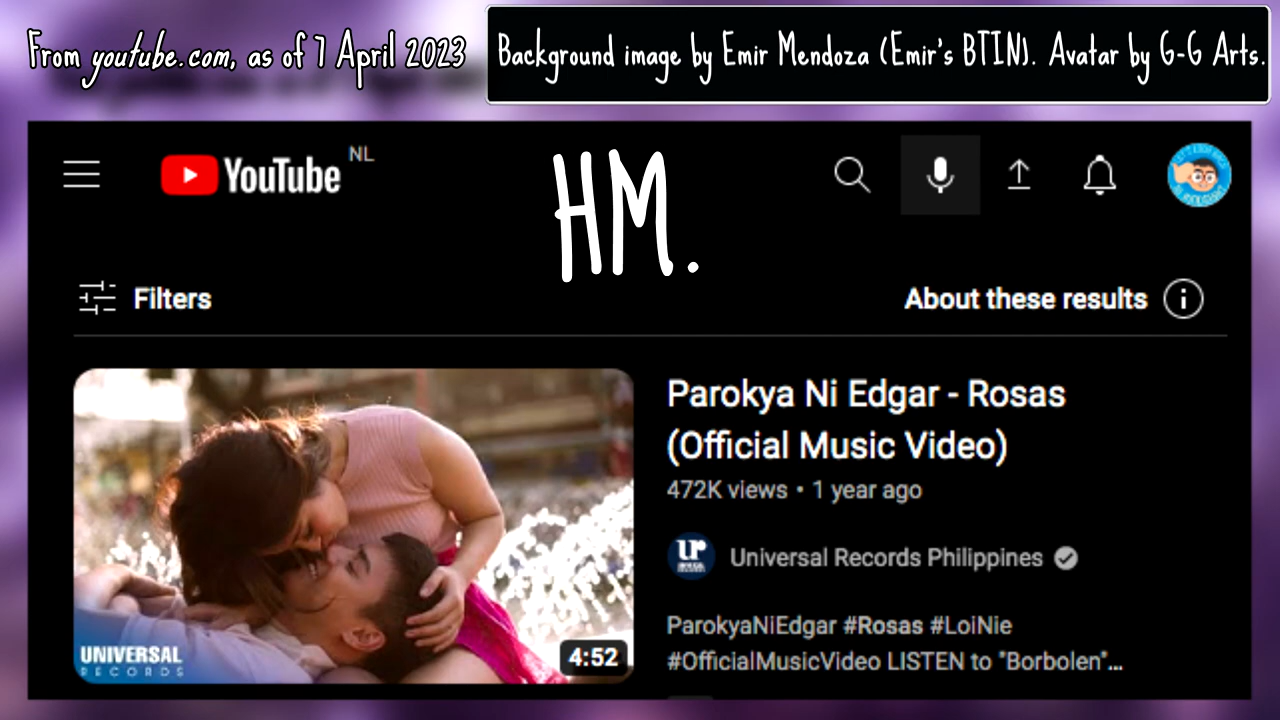 From youtube.com, as of 7 April 2023
Background image by Emir Mendoza (Emir's BTIN). Avatar by G-G Arts.
YouTube NL
HM.
Filters
About these results
Parokya Ni Edgar - Rosas
(Official Music Video)
472K views • 1 year ago
Universal Records Philippines
ParokyaNiEdgar #Rosas #LoiNie
#OfficialMusicVideo LISTEN to "Borbolen"...
UNIVERSAL
RECORDS
4:52